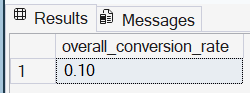 Results Messages
overall_conversion_rate
1 0.10